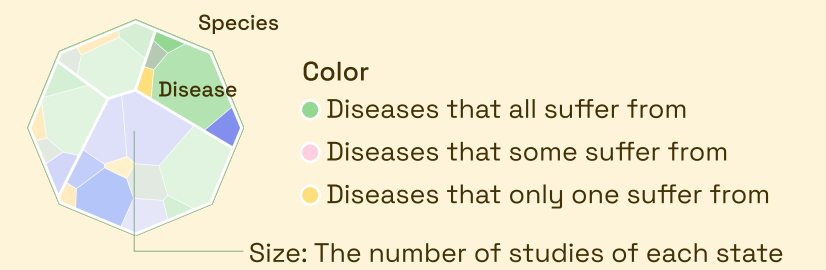 Species
Disease
Color
Diseases that all suffer from
Diseases that some suffer from
Diseases that only one suffer from
Size: The number of studies of each state